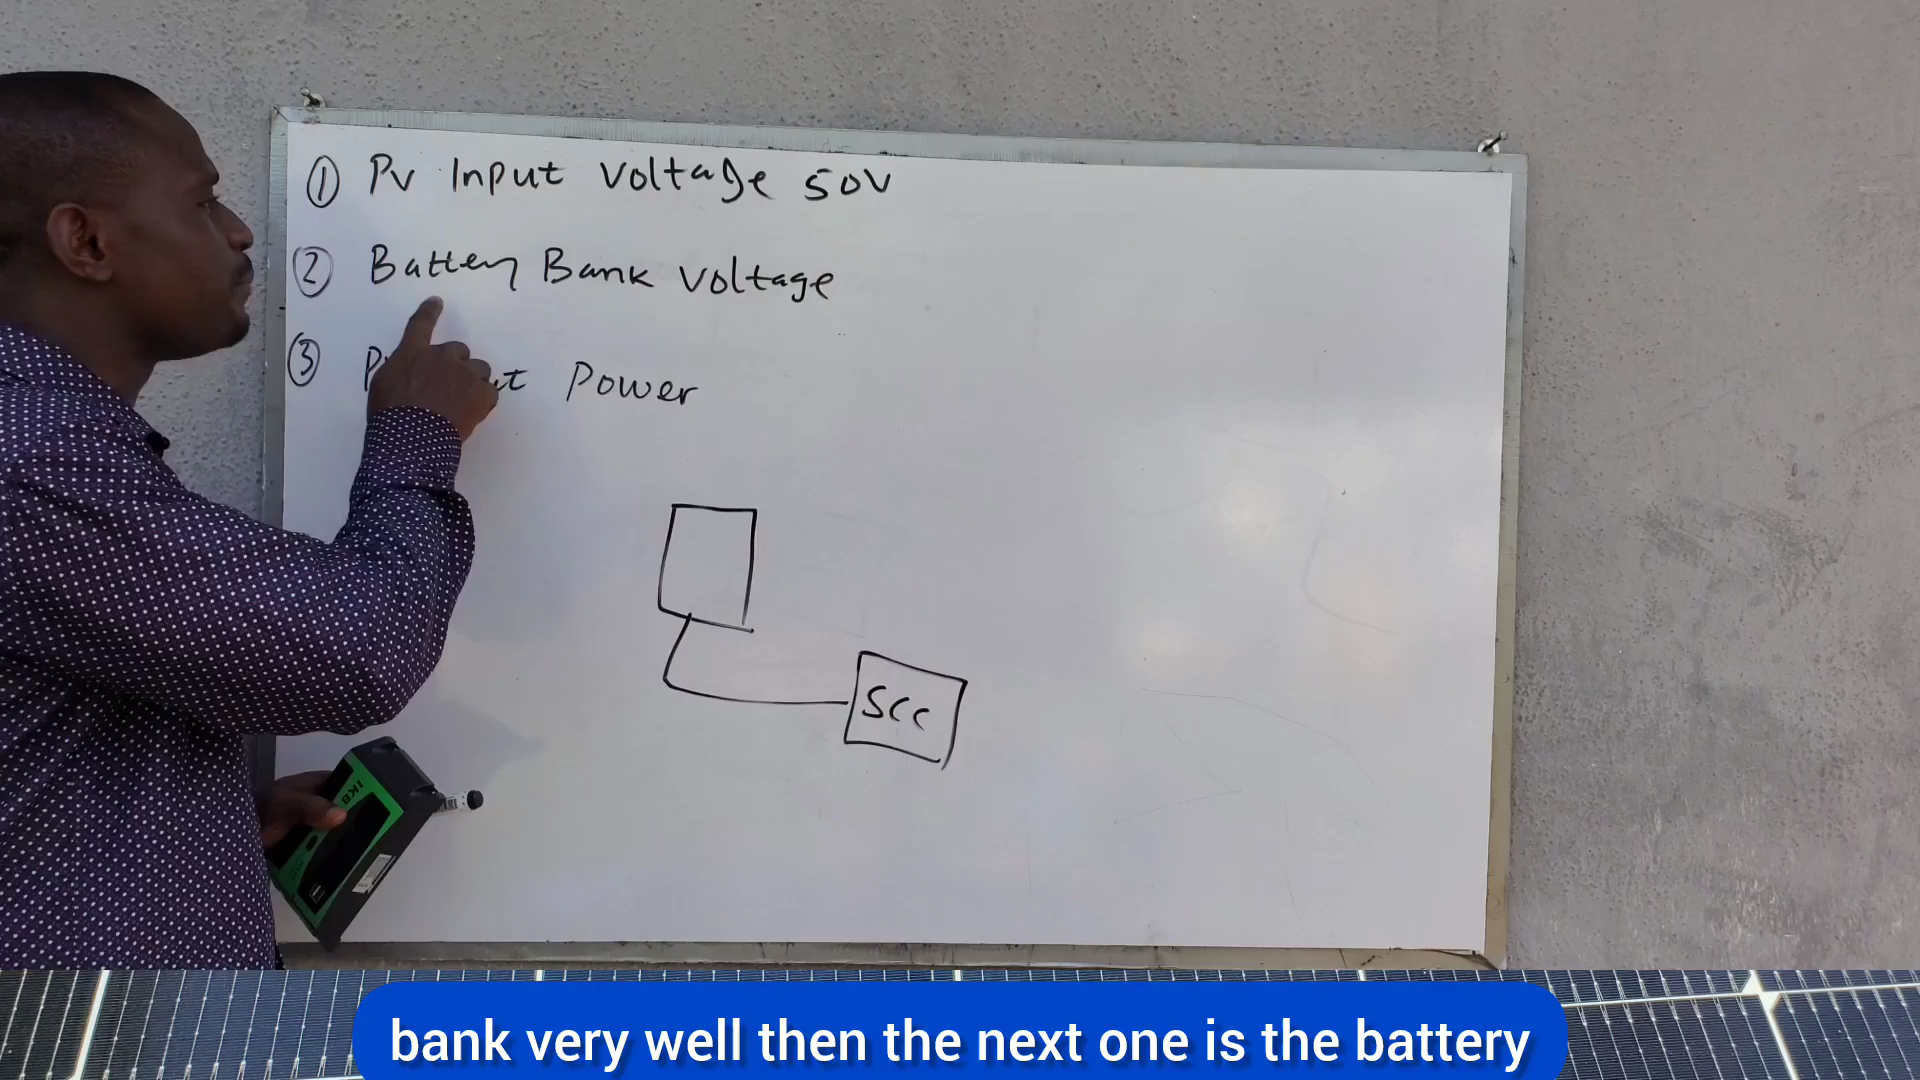 ① Pv Input Voltage 50V
② Battery Bank Voltage
③ Power
SCC
bank very well then the next one is the battery